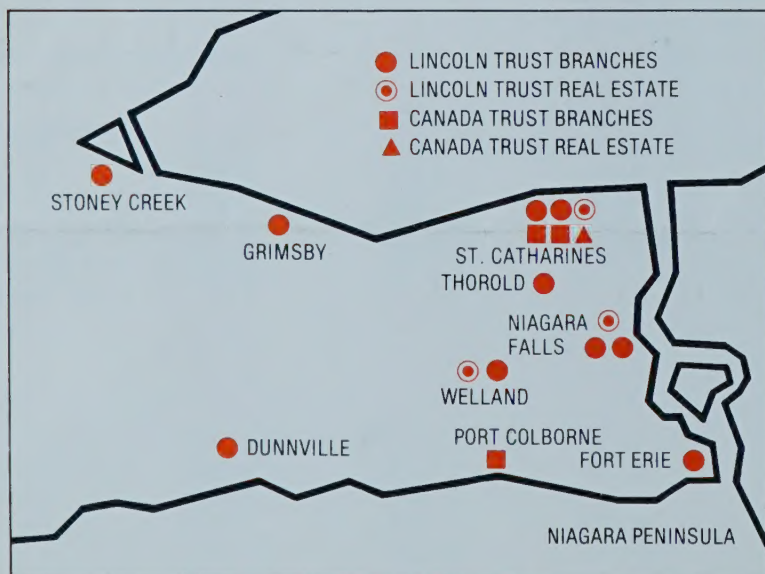 LINCOLN TRUST BRANCHES
LINCOLN TRUST REAL ESTATE
CANADA TRUST BRANCHES
CANADA TRUST REAL ESTATE
STONEY CREEK
GRIMSBY
ST. CATHARINES
THOROLD
NIAGARA
FALLS
WELLAND
DUNNVILLE
PORT COLBORNE
FORT ERIE
NIAGARA PENINSULA